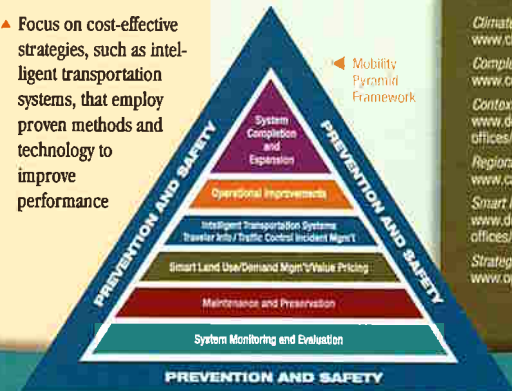 ▲ Focus on cost-effective
strategies, such as intel-
ligent transportation
systems, that employ
proven methods and
technology to
improve
performance
◄ Mobility
Pyramid
Framework
PREVENTION AND SAFETY
PREVENTION AND SAFETY
System
Completion
and
Expansion
Operational Improvements
Intelligent Transportation Systems
Traveler Info / Traffic Control Incident Mgm't
Smart Land Use/Demand Mgm't/Value Pricing
Maintenance and Preservation
System Monitoring and Evaluation
PREVENTION AND SAFETY
Climate
www.c
Comple
www.c
Context
www.d
offices/
Regiona
www.ca
Smart
www.d
offices/
Strateg
www.o